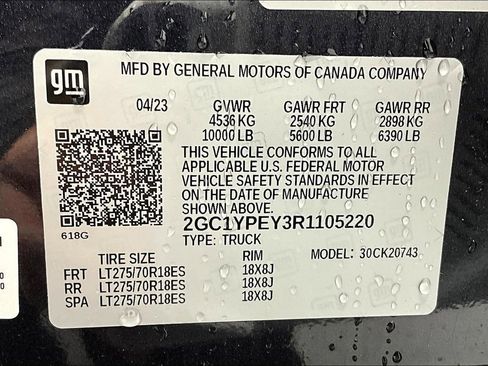 gm
MFD BY GENERAL MOTORS OF CANADA COMPANY
04/23 GVWR GAWR FRT GAWR RR
4536 KG 2540 KG 2898 KG
10000 LB 5600 LB 6390 LB
THIS VEHICLE CONFORMS TO ALL
APPLICABLE U.S. FEDERAL MOTOR
VEHICLE SAFETY STANDARDS IN EFFECT
ON THE DATE OF MANUFACTURE
SHOWN ABOVE.
2GC1YPEY3R1105220
618G
TYPE: TRUCK MODEL: 30CK20743
TIRE SIZE RIM
FRT LT275/70R18ES 18X8J
RR LT275/70R18ES 18X8J
SPA LT275/70R18ES 18X8J